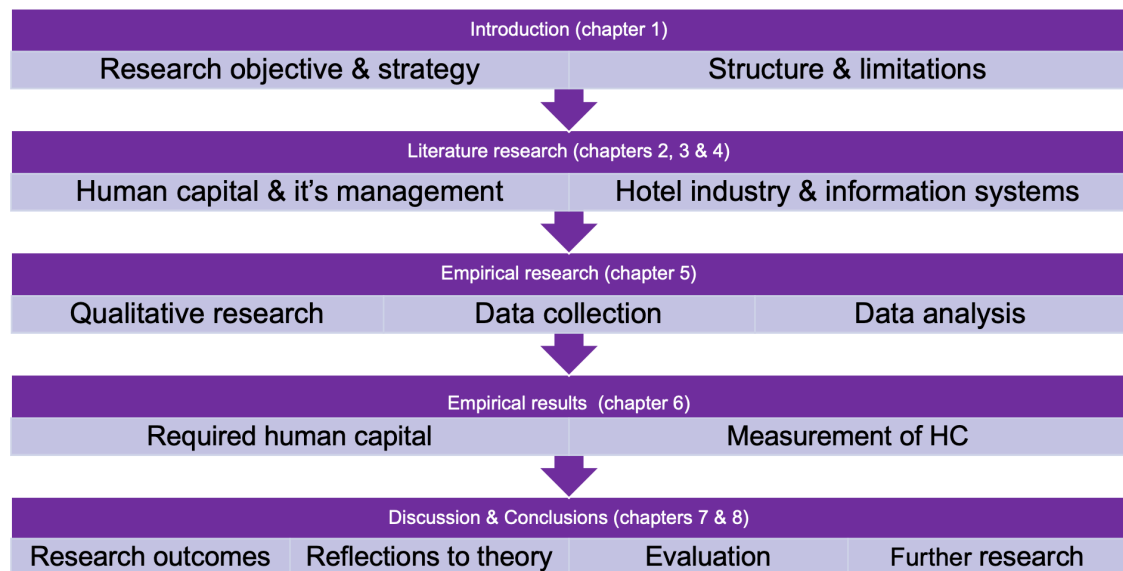 Introduction (chapter 1)
Research objective & strategy
Structure & limitations
Literature research (chapters 2, 3 & 4)
Human capital & it's management
Hotel industry & information systems
Empirical research (chapter 5)
Qualitative research
Data collection
Data analysis
Empirical results (chapter 6)
Required human capital
Measurement of HC
Discussion & Conclusions (chapters 7 & 8)
Research outcomes
Reflections to theory
Evaluation
Further research